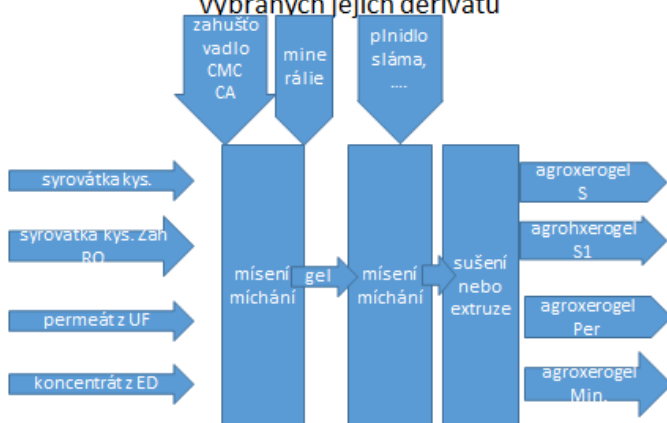 vybraných jejích derivátů
zahušťo
vadlo
CMC
CA
mine
rálie
plnidlo
sláma,
....
syrovátka kys.
syrovátka kys. Zah
RO
permeát z UF
koncentrát z ED
mísení
míchání
gel
mísení
míchání
sušení
nebo
extruze
agroxerogel
S
agrohxerogel
S1
agroxerogel
Per
agroxerogel
Min.